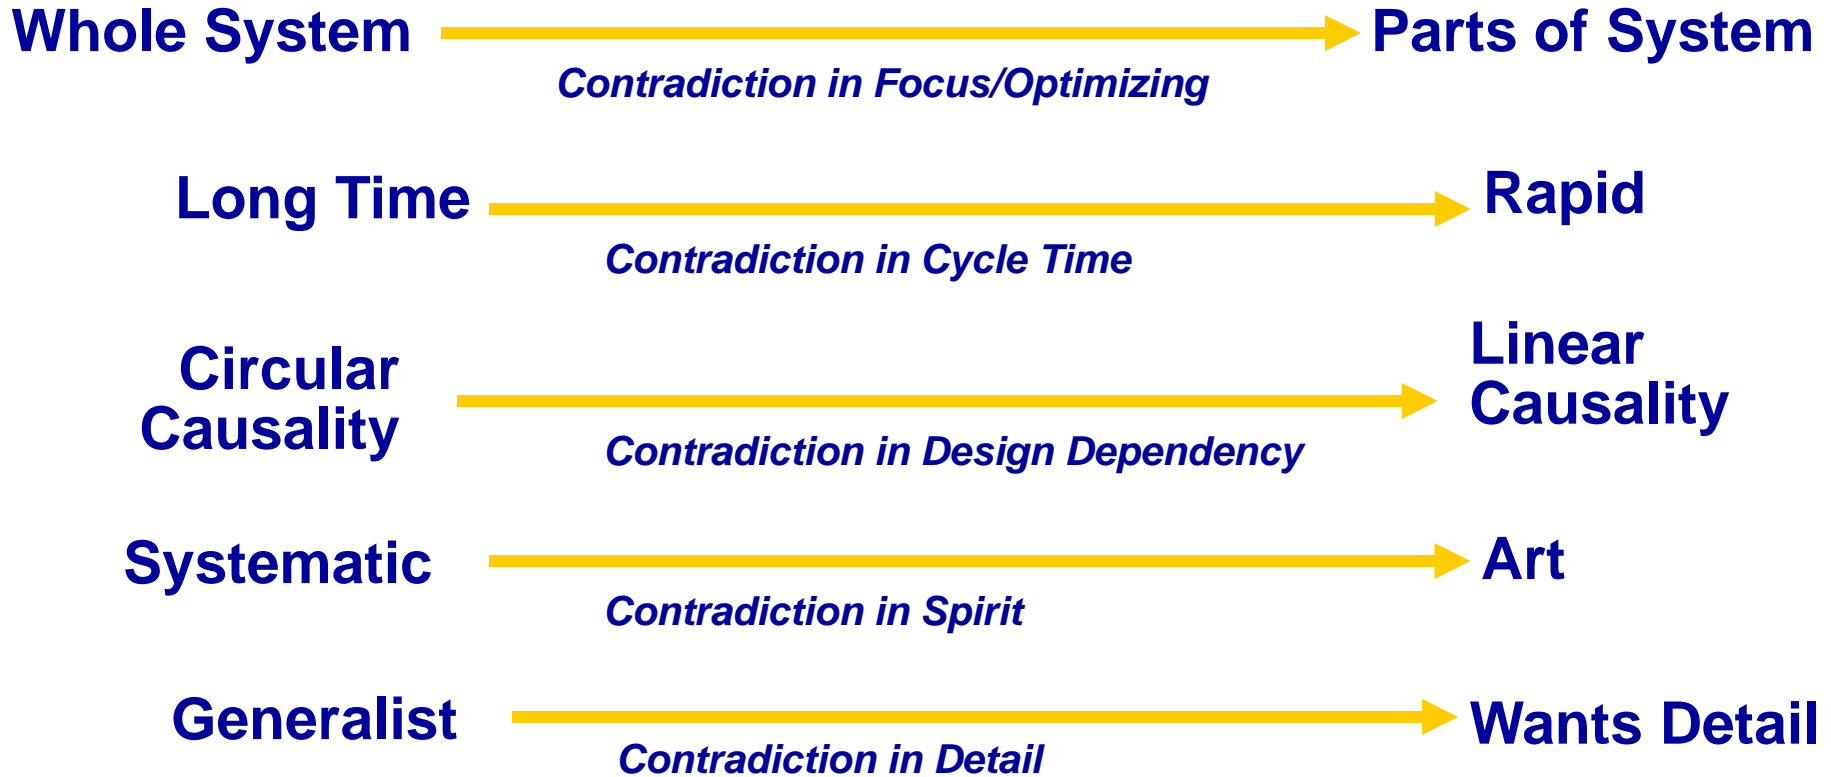 Whole System
Parts of System
Contradiction in Focus/Optimizing
Long Time
Rapid
Contradiction in Cycle Time
Circular
Causality
Linear
Causality
Contradiction in Design Dependency
Systematic
Art
Contradiction in Spirit
Generalist
Wants Detail
Contradiction in Detail